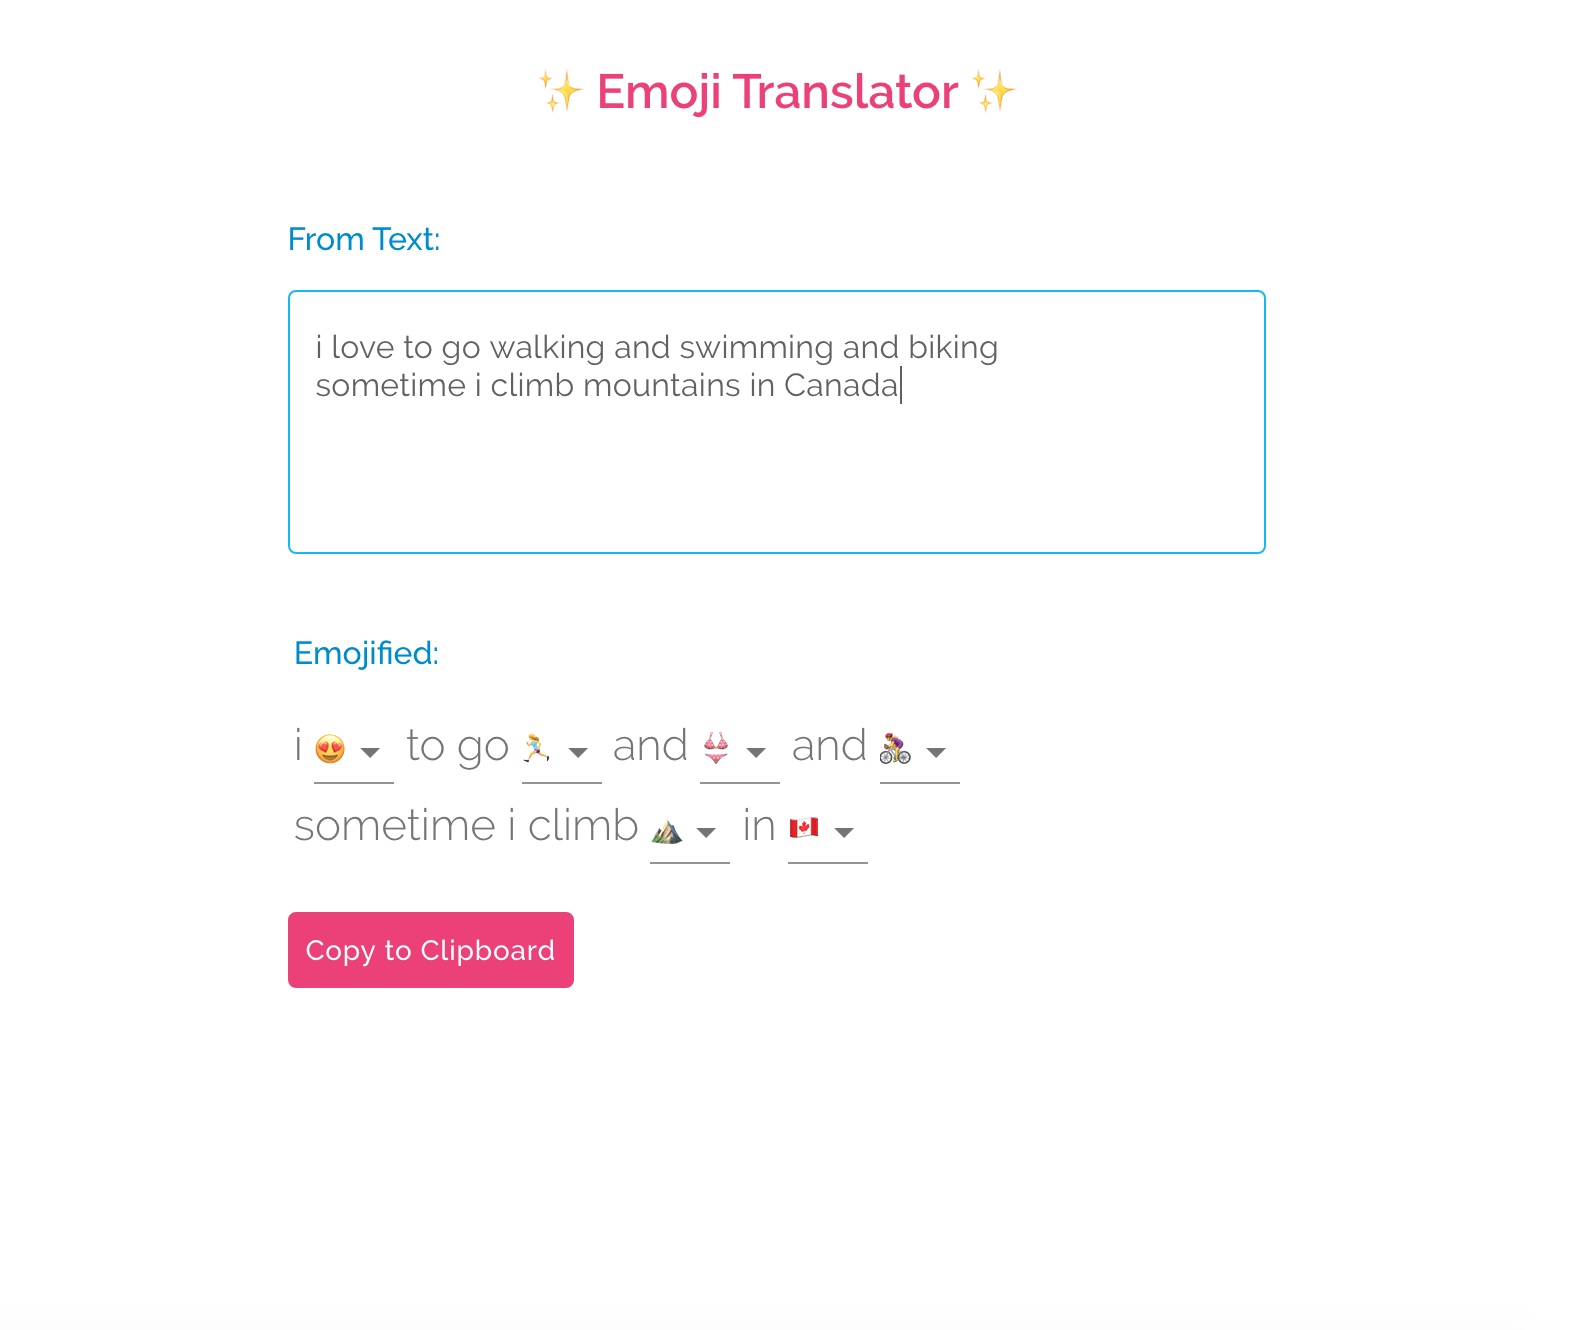 ✨ Emoji Translator ✨
From Text:
i love to go walking and swimming and biking
sometime i climb mountains in Canada
Emojified:
i 😍 to go 🏃‍♀️ and 👙 and 🚴‍♀️
sometime i climb ⛰️ in 🇨🇦
Copy to Clipboard